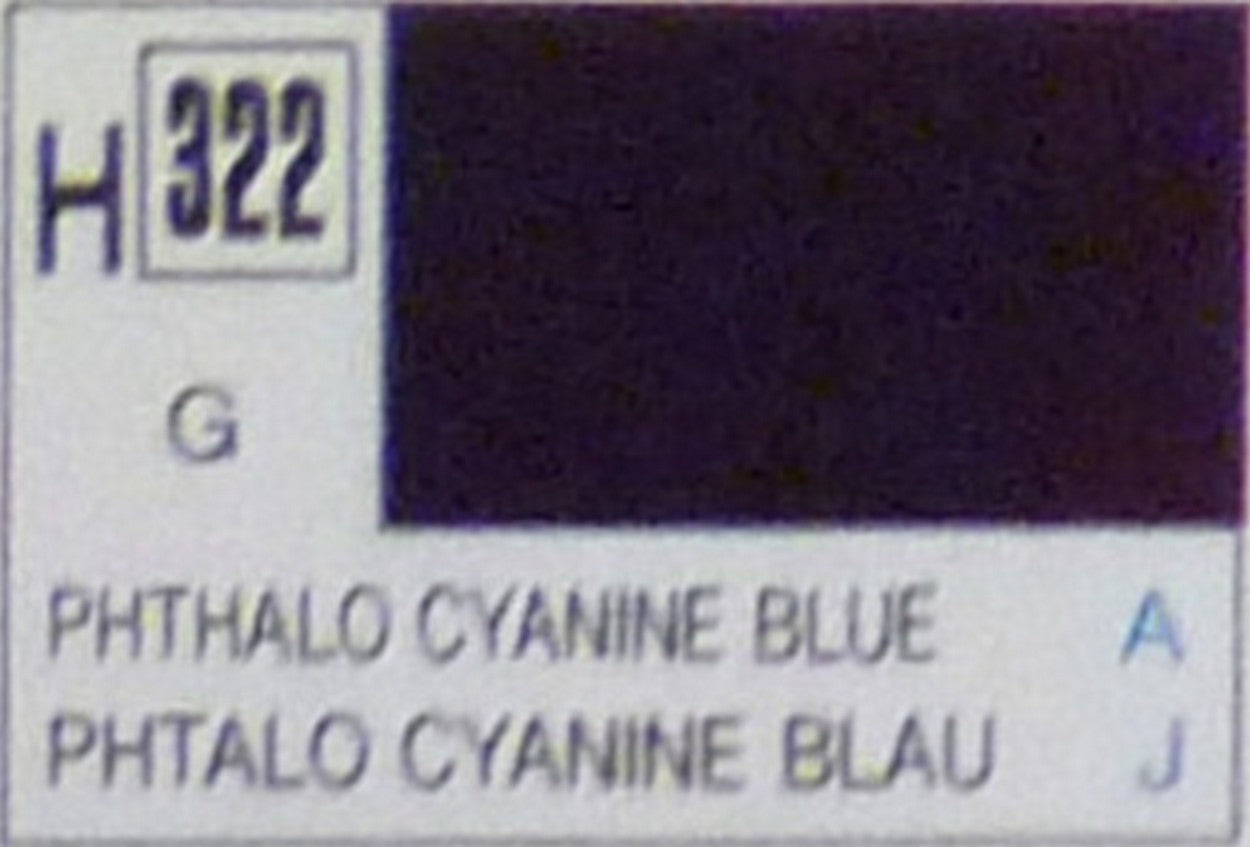 H 322
G
PHTHALO CYANINE BLUE A
PHTALO CYANINE BLAU J